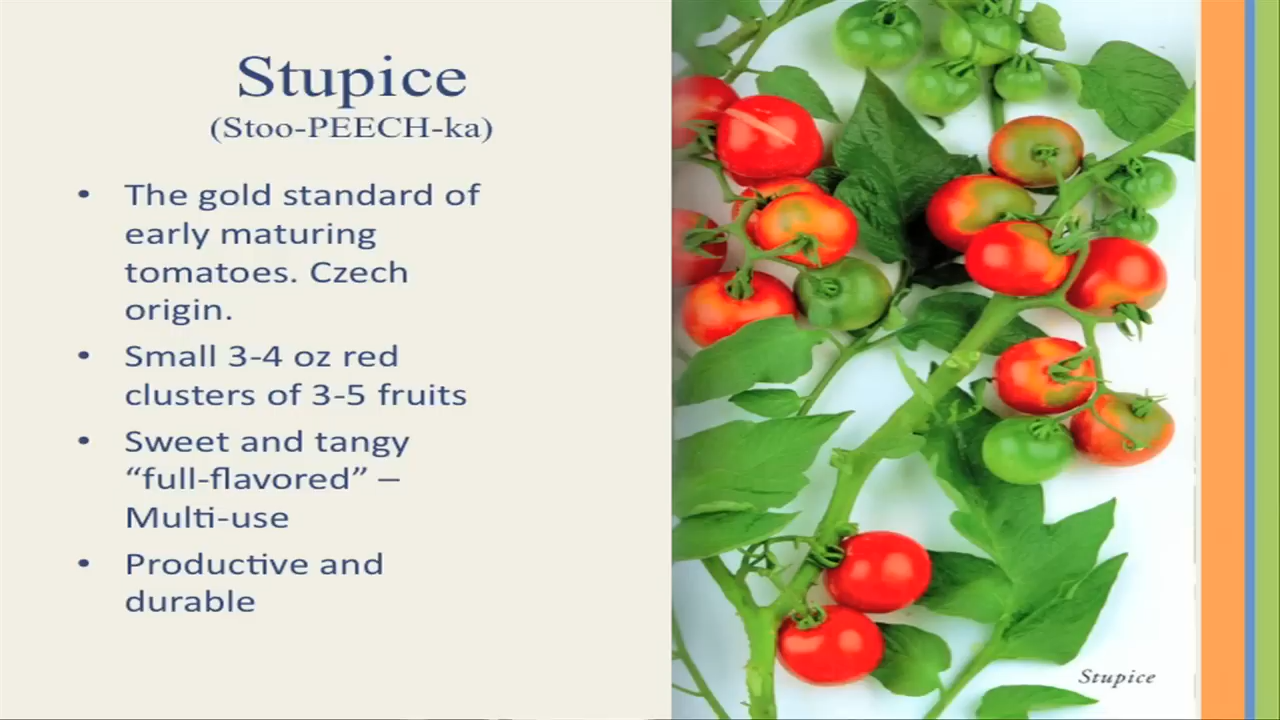 Stupice
(Stoo-PEECH-ka)
• The gold standard of
early maturing
tomatoes. Czech
origin.
• Small 3-4 oz red
clusters of 3-5 fruits
• Sweet and tangy
“full-flavored” –
Multi-use
• Productive and
durable
Stupice